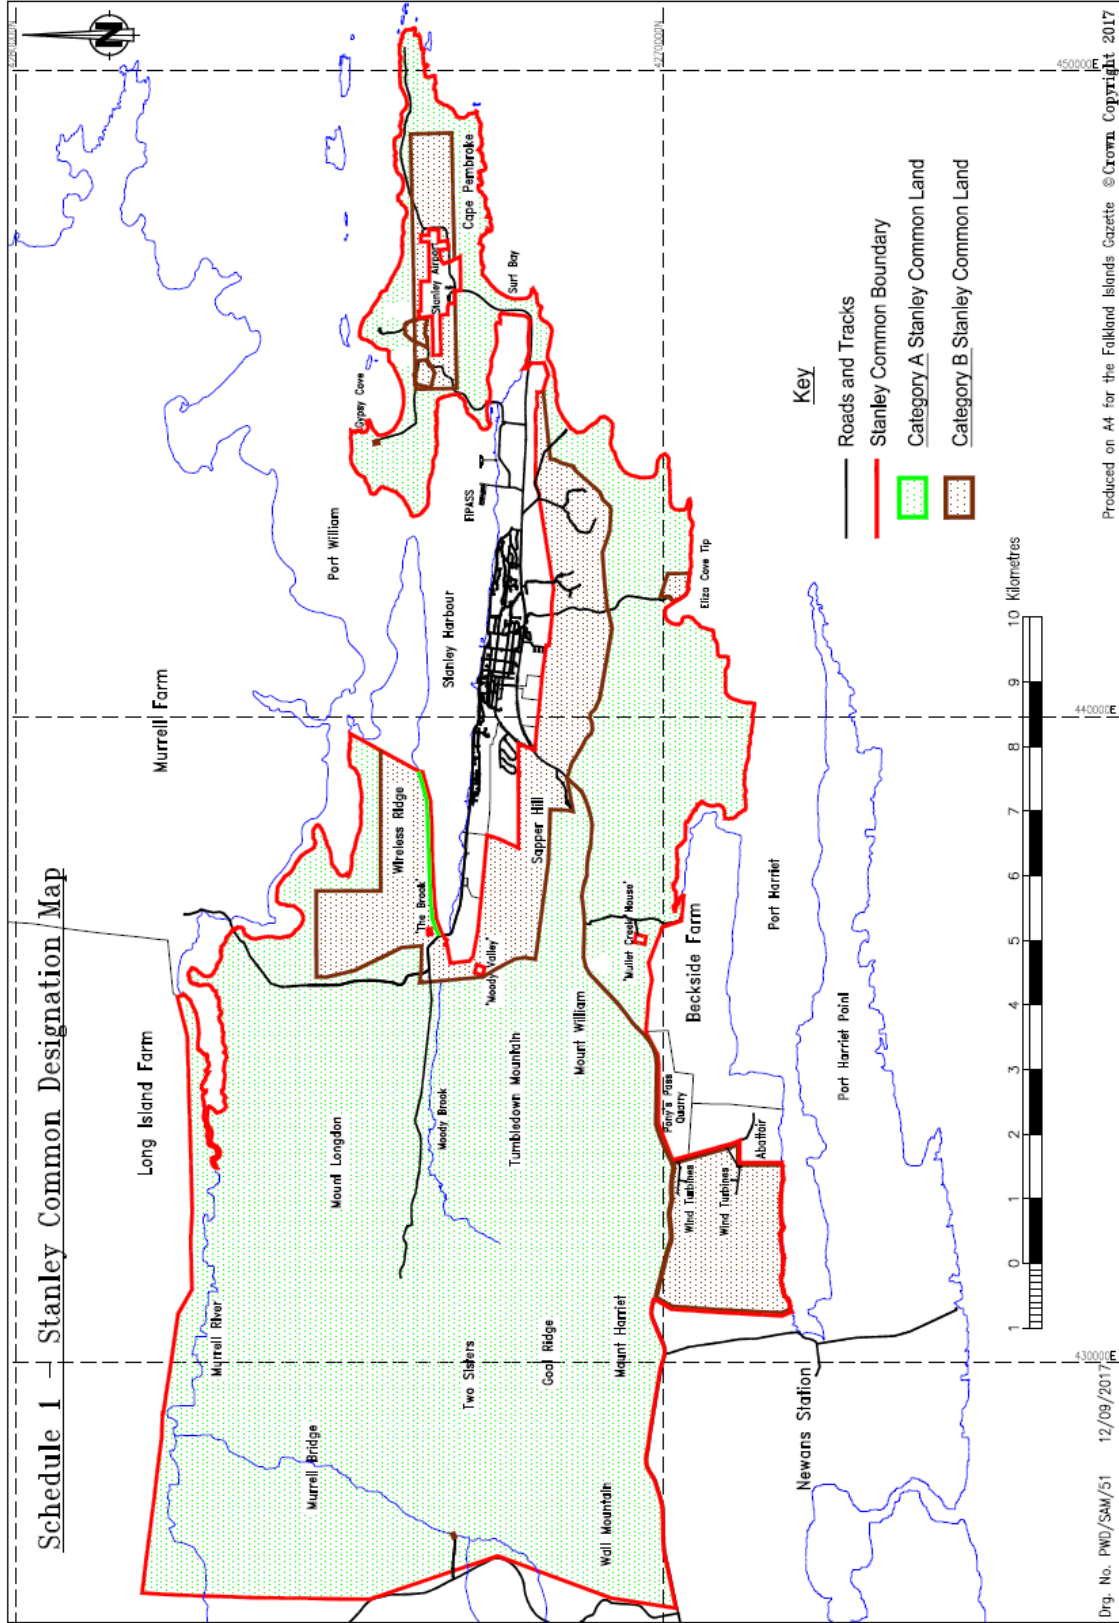 Schedule 1 – Stanley Common Designation Map
N
4280000N
4270000N
450000E
440000E
430000E
Long Island Farm
Murrell Farm
Murrell River
Murrell Bridge
Mount Longdon
Moody Brook
Two Sisters
Goal Ridge
Tumbledown Mountain
Mount William
Mount Harriet
Wall Mountain
Wireless Ridge
'The Brook'
'Moody Valley'
Sapper Hill
Port William
Stanley Harbour
FIPASS
Gypsy Cove
Stanley Airport
Cape Pembroke
Surf Bay
Eliza Cove Tip
'Mullet Creek House'
Beckside Farm
Pony's Pass
Quarry
Wind Turbines
Wind Turbines
Abattoir
Port Harriet
Port Harriet Point
Newans Station
Key
Roads and Tracks
Stanley Common Boundary
Category A Stanley Common Land
Category B Stanley Common Land
1 0 1 2 3 4 5 6 7 8 9 10 Kilometres
Drg. No. PWD/SAM/51 12/09/2017
Produced on A4 for the Falkland Islands Gazette © Crown Copyright 2017